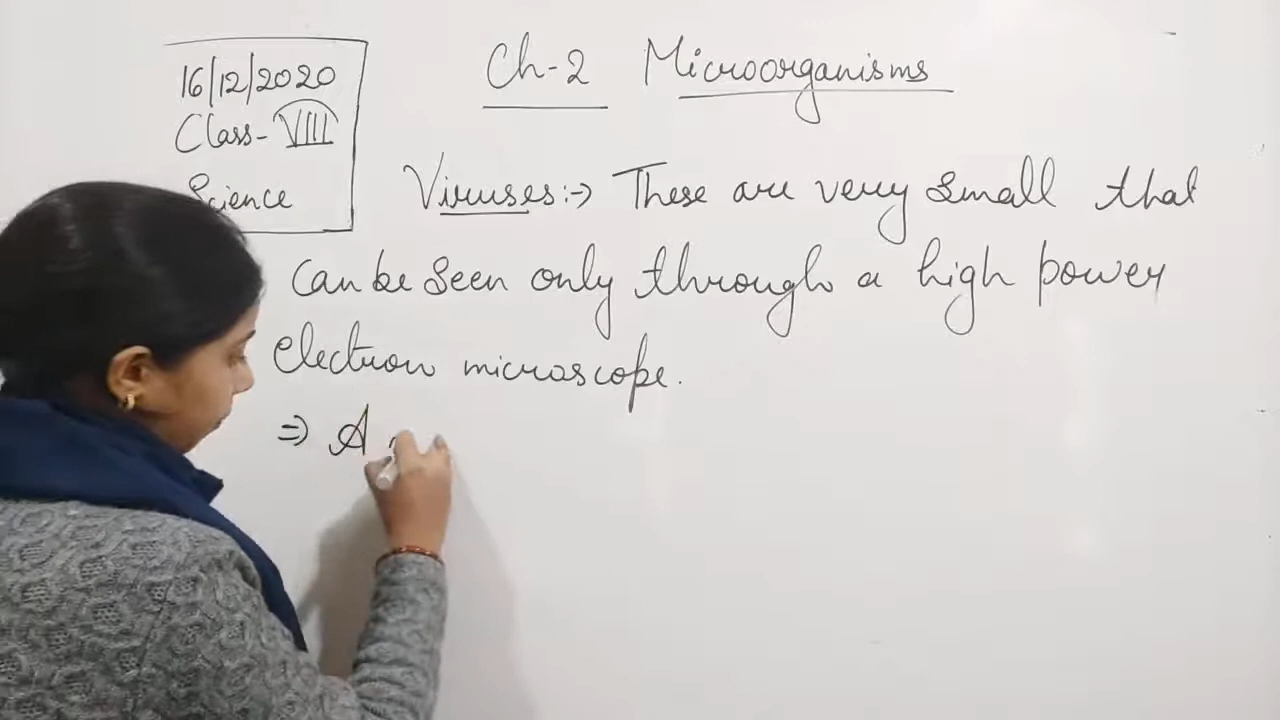 16/12/2020
Class- VIII
Science
Ch-2 Microorganisms
Viruses:→ These are very small that
can be seen only through a high power
electron microscope.
⇒ A